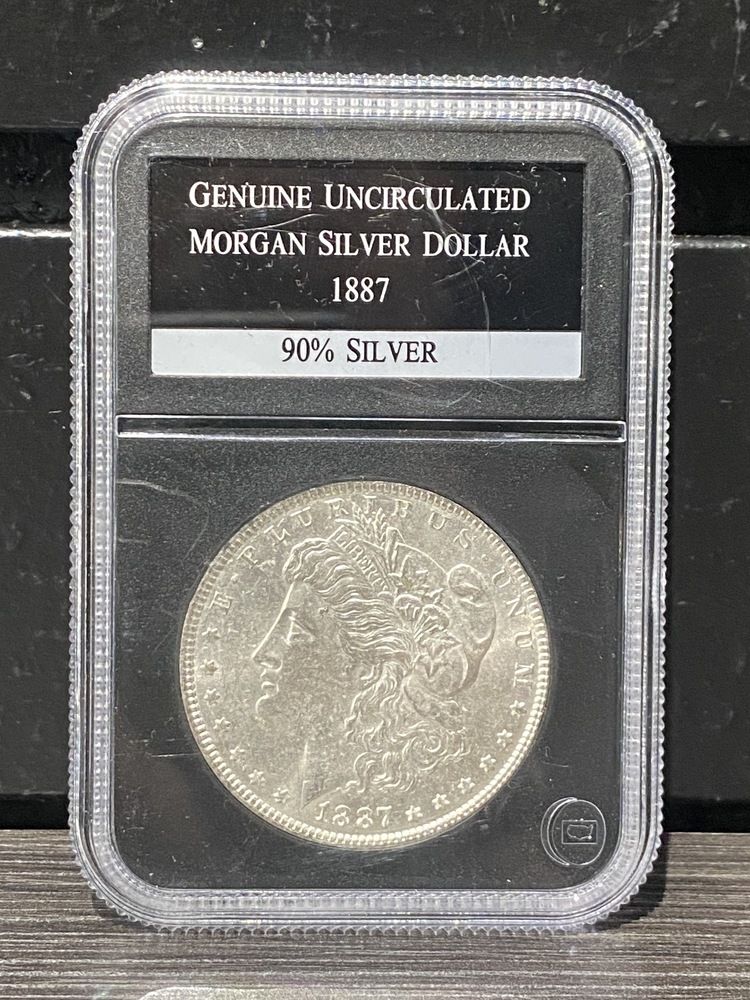 GENUINE UNCIRCULATED
MORGAN SILVER DOLLAR
1887
90% SILVER
E·PLURIBUS·UNUM
LIBERTY
1887